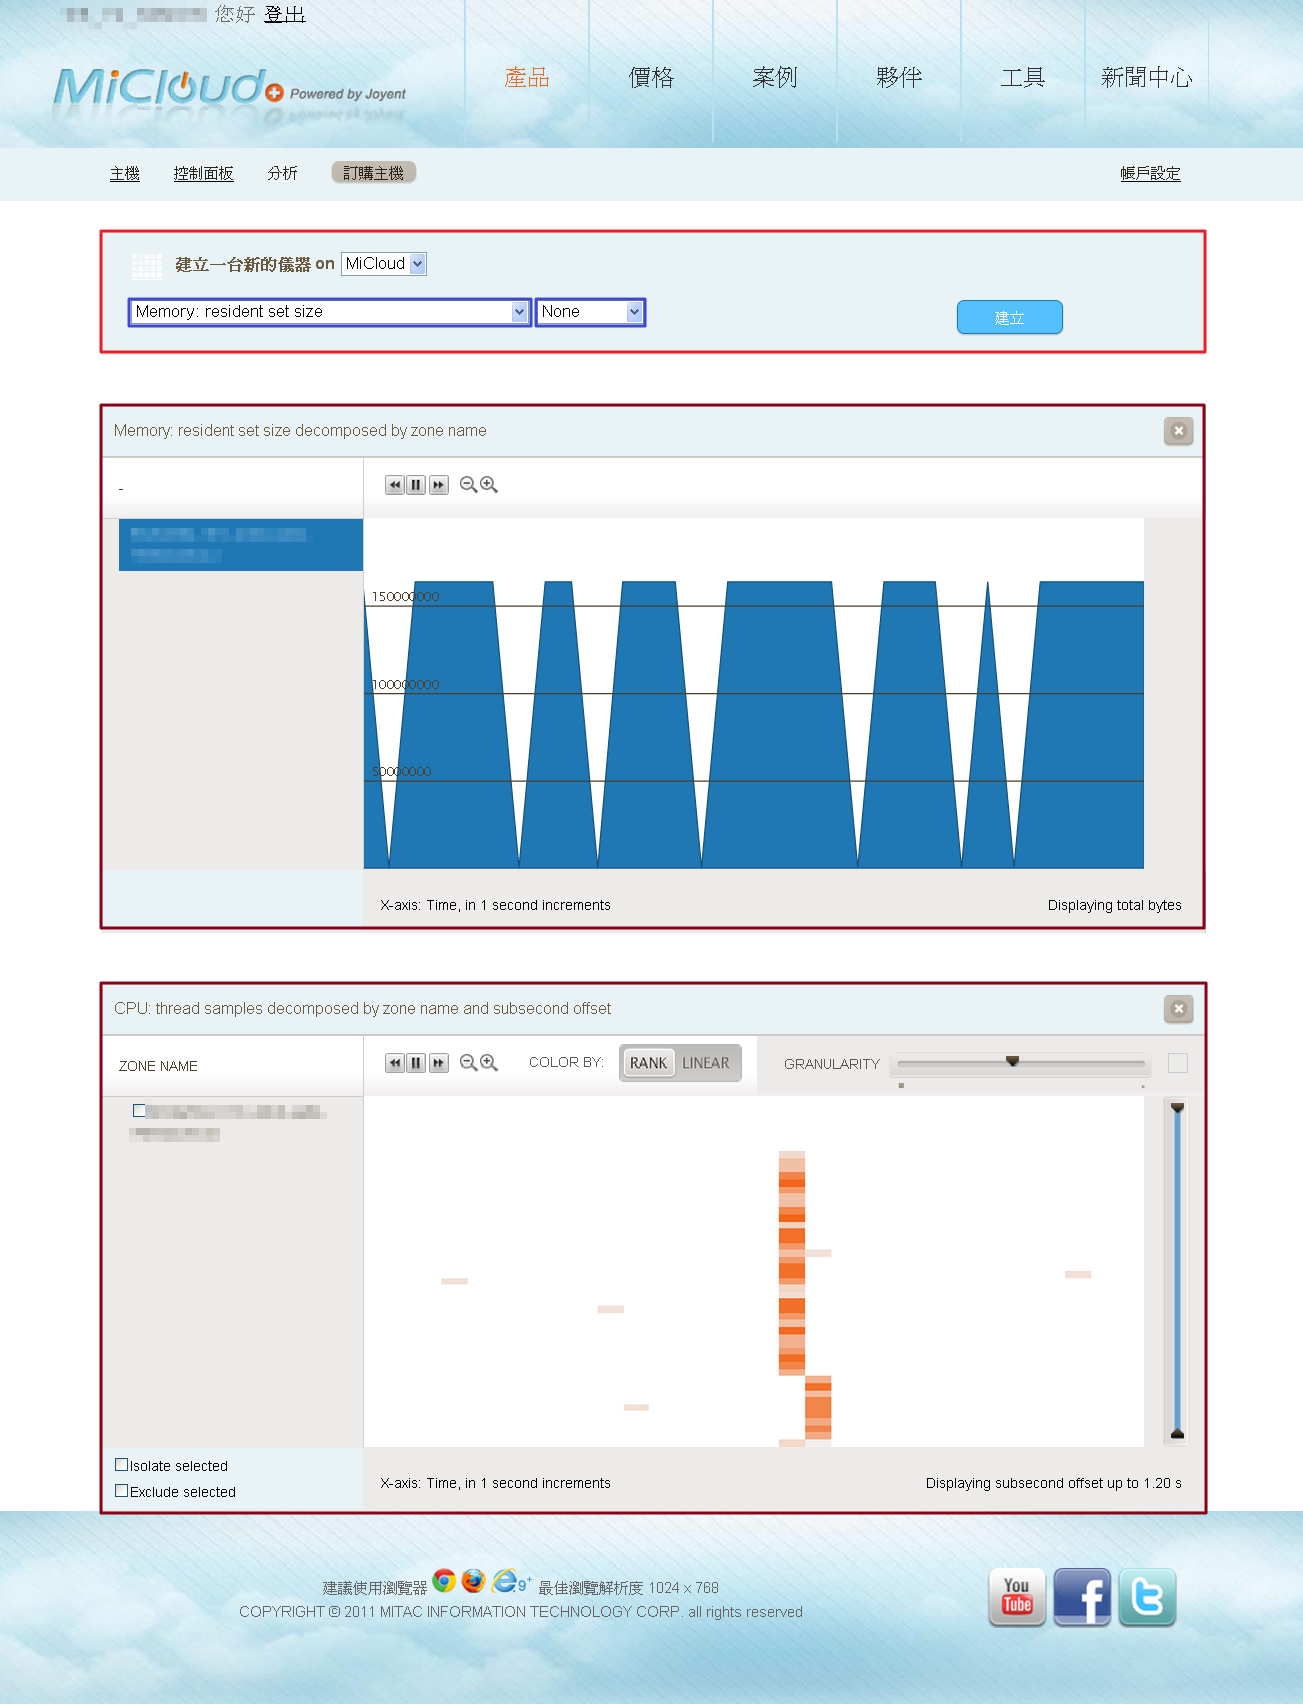 您好 登出
MiCloud Powered by Joyent
產品 價格 案例 夥伴 工具 新聞中心
主機 控制面板 分析 訂購主機 帳戶設定
建立一台新的儀器 on MiCloud
Memory: resident set size None 建立
Memory: resident set size decomposed by zone name
-
150000000
100000000
50000000
X-axis: Time, in 1 second increments Displaying total bytes
CPU: thread samples decomposed by zone name and subsecond offset
ZONE NAME COLOR BY: RANK LINEAR GRANULARITY
Isolate selected
Exclude selected
X-axis: Time, in 1 second increments Displaying subsecond offset up to 1.20 s
建議使用瀏覽器 9+ 最佳瀏覽解析度 1024 x 768
COPYRIGHT © 2011 MITAC INFORMATION TECHNOLOGY CORP. all rights reserved
You Tube